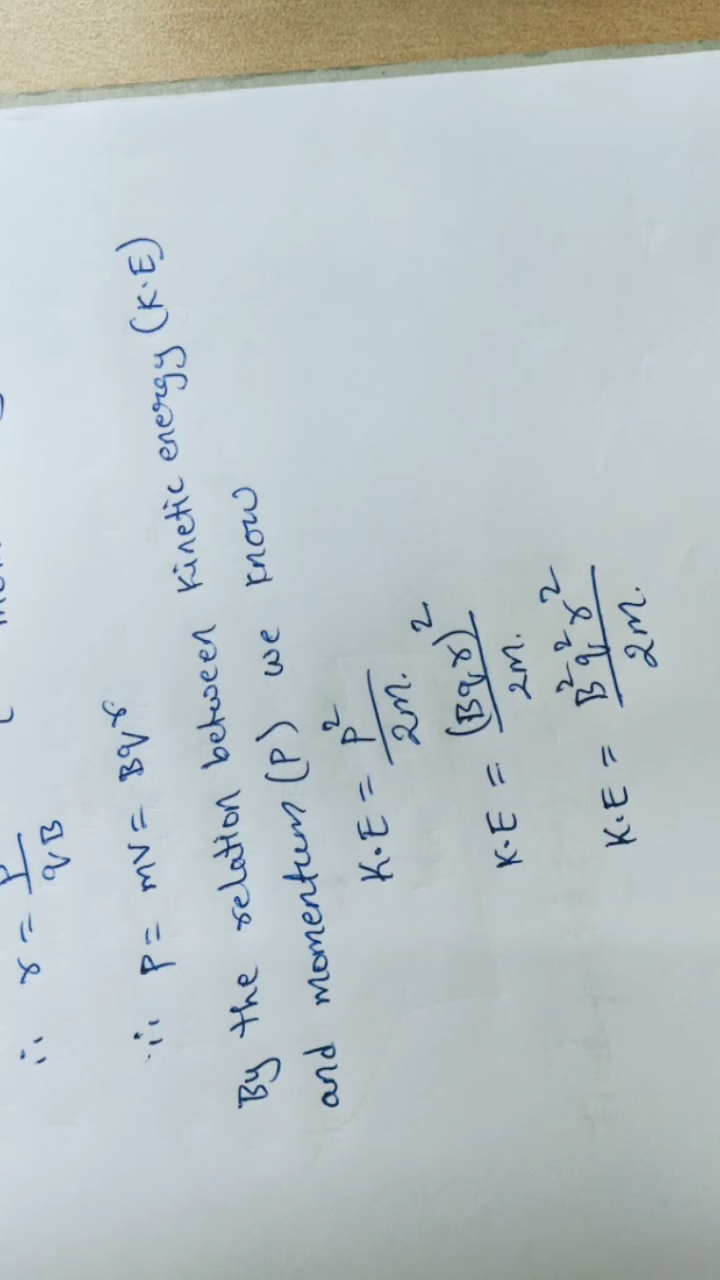 ∴ r = P/qB
∴ P = mv = Bqr
By the relation between kinetic energy (K.E)
and momentum (P) we know
K.E = P²/2m.
K.E = (Bqr)²/2m.
K.E = B²q²r²/2m.